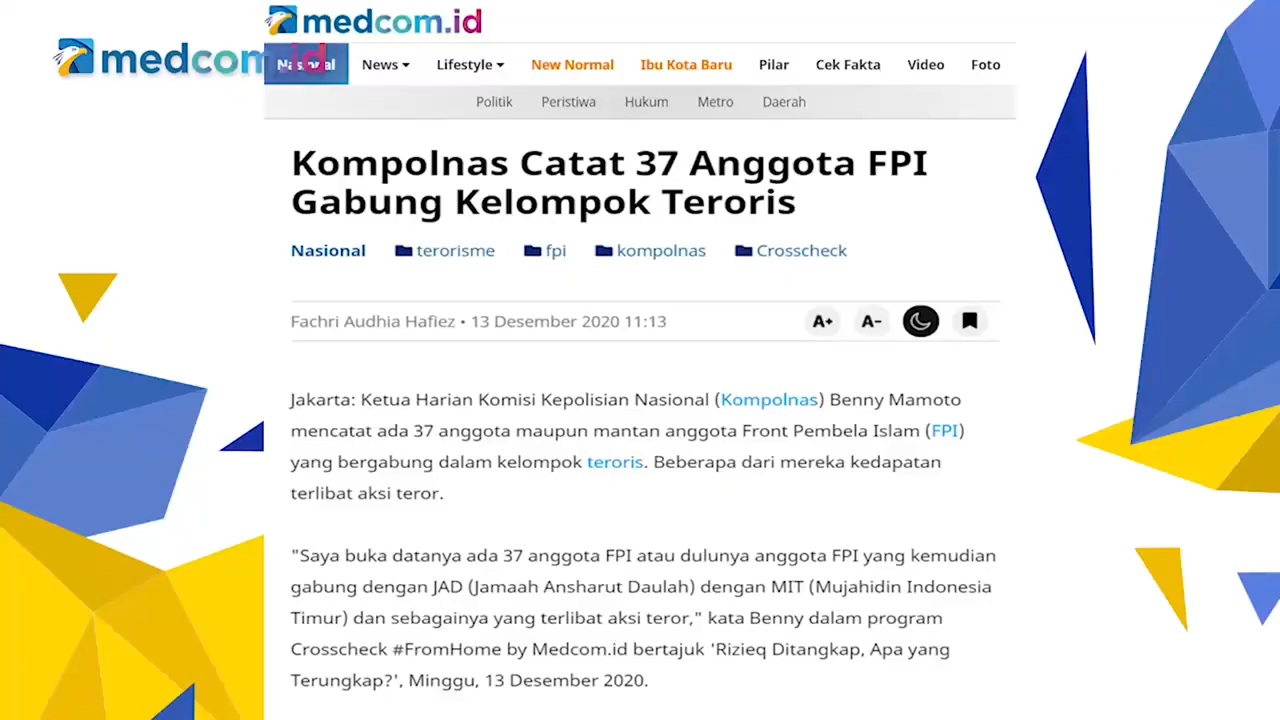 medcom.id
medcom.id
Nasional News Lifestyle New Normal Ibu Kota Baru Pilar Cek Fakta Video Foto
Politik Peristiwa Hukum Metro Daerah
Kompolnas Catat 37 Anggota FPI
Gabung Kelompok Teroris
Nasional terorisme fpi kompolnas Crosscheck
Fachri Audhia Hafiez • 13 Desember 2020 11:13 A+ A-
Jakarta: Ketua Harian Komisi Kepolisian Nasional (Kompolnas) Benny Mamoto
mencatat ada 37 anggota maupun mantan anggota Front Pembela Islam (FPI)
yang bergabung dalam kelompok teroris. Beberapa dari mereka kedapatan
terlibat aksi teror.
"Saya buka datanya ada 37 anggota FPI atau dulunya anggota FPI yang kemudian
gabung dengan JAD (Jamaah Ansharut Daulah) dengan MIT (Mujahidin Indonesia
Timur) dan sebagainya yang terlibat aksi teror," kata Benny dalam program
Crosscheck #FromHome by Medcom.id bertajuk 'Rizieq Ditangkap, Apa yang
Terungkap?', Minggu, 13 Desember 2020.